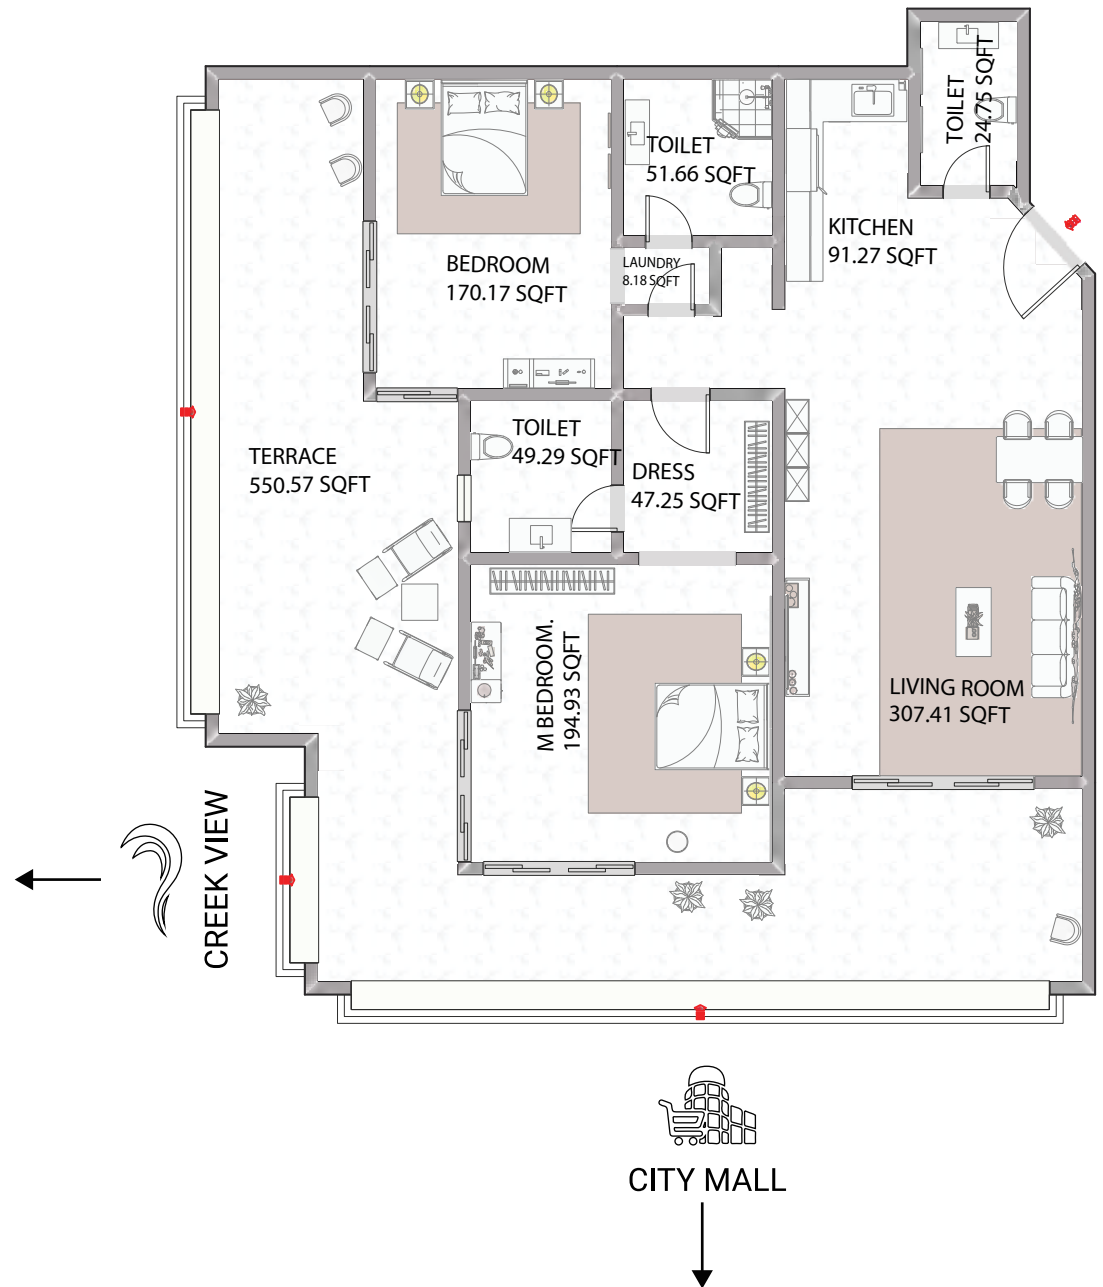 TOILET
24.75 SQFT
TOILET
51.66 SQFT
KITCHEN
91.27 SQFT
BEDROOM
170.17 SQFT
LAUNDRY
8.18 SQFT
TERRACE
550.57 SQFT
TOILET
49.29 SQFT
DRESS
47.25 SQFT
M BEDROOM.
194.93 SQFT
LIVING ROOM
307.41 SQFT
CREEK VIEW
CITY MALL